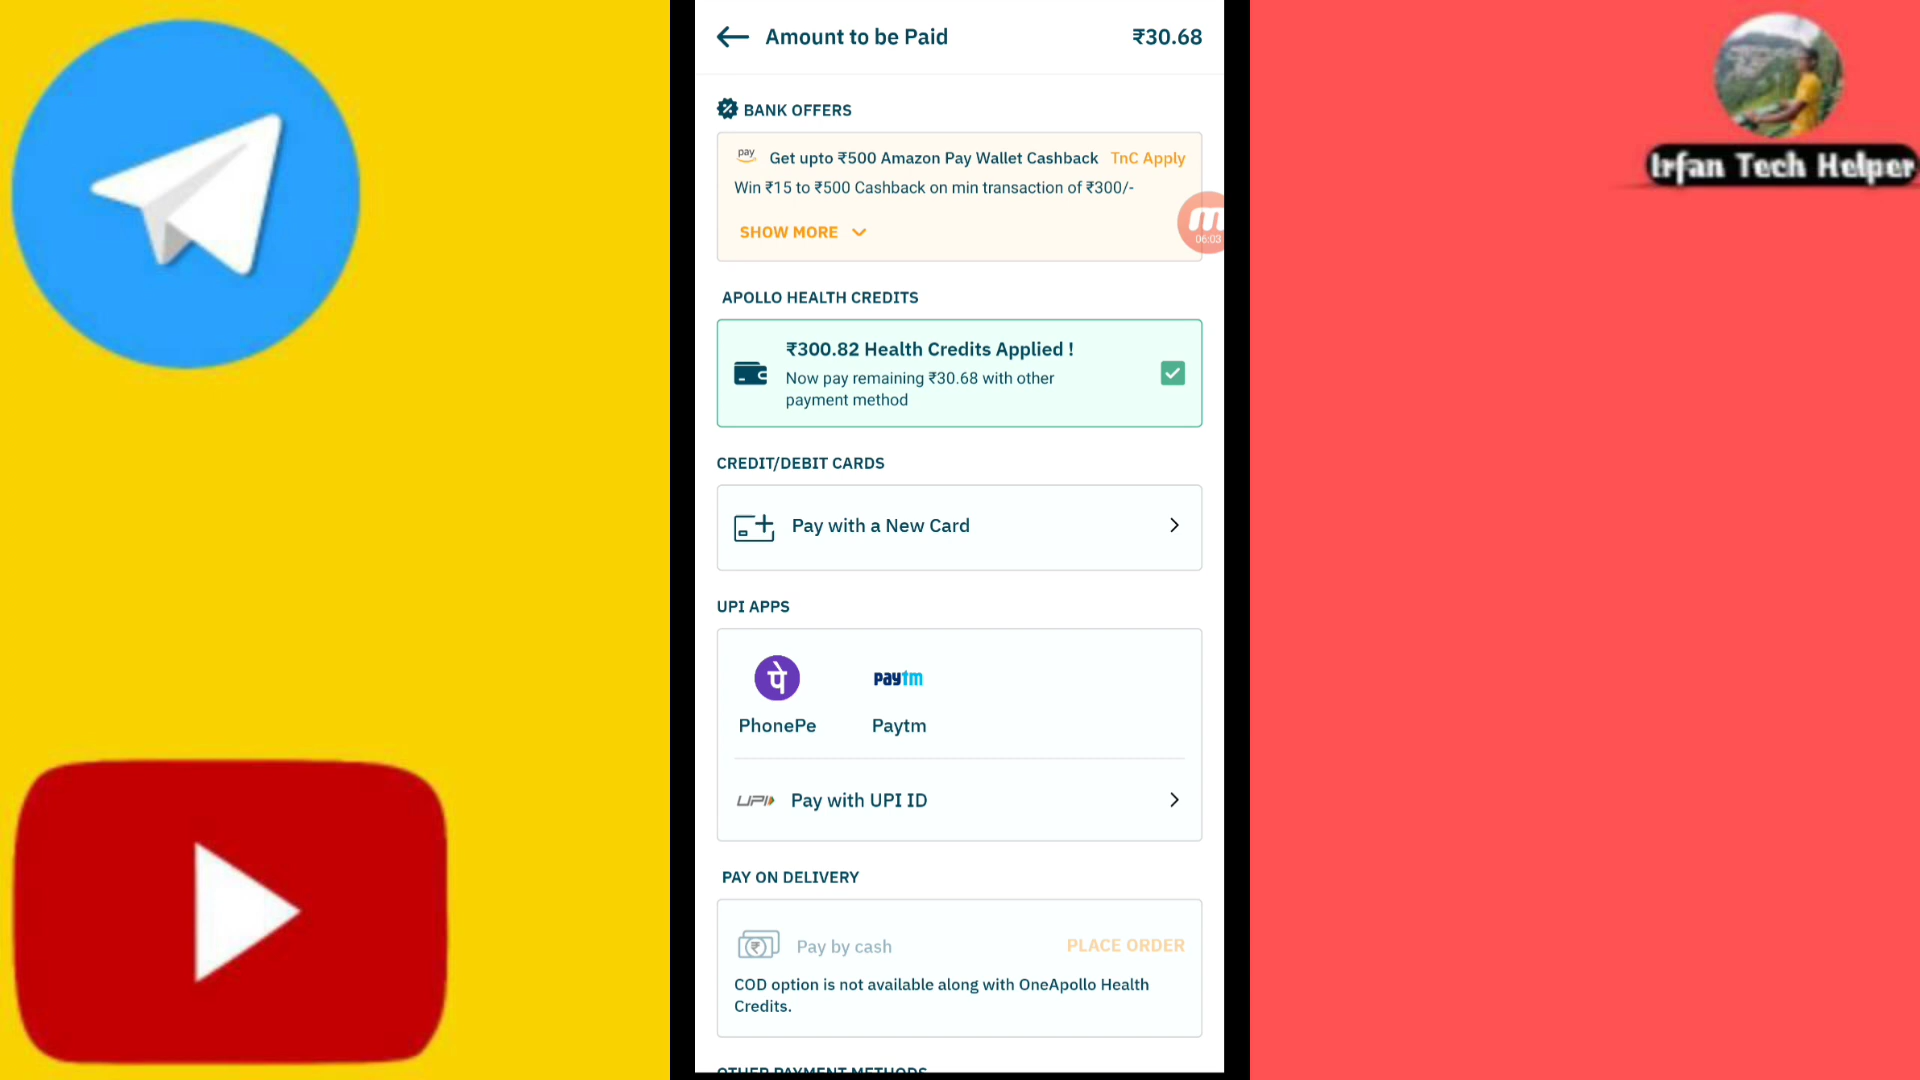 Amount to be Paid ₹30.68
BANK OFFERS
pay Get upto ₹500 Amazon Pay Wallet Cashback TnC Apply
Win ₹15 to ₹500 Cashback on min transaction of ₹300/-
SHOW MORE
06:03
Irfan Tech Helper
APOLLO HEALTH CREDITS
₹300.82 Health Credits Applied !
Now pay remaining ₹30.68 with other
payment method
CREDIT/DEBIT CARDS
Pay with a New Card
UPI APPS
पे paytm
PhonePe Paytm
UPI Pay with UPI ID
PAY ON DELIVERY
₹ Pay by cash PLACE ORDER
COD option is not available along with OneApollo Health
Credits.
OTHER PAYMENT METHODS